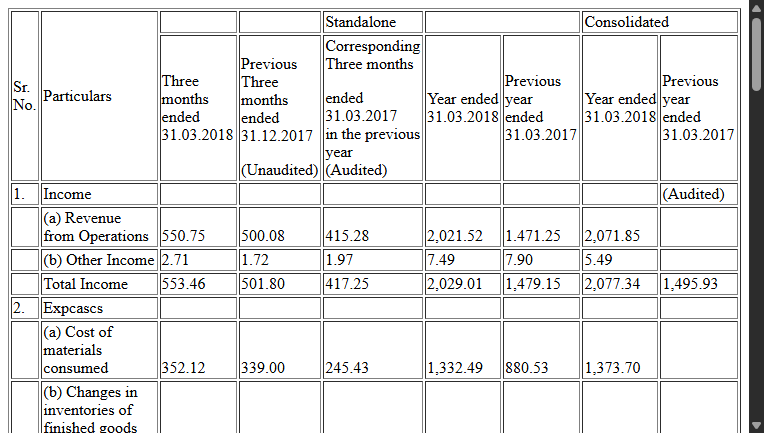 Standalone Consolidated
Sr. No. Particulars Three months ended 31.03.2018 Previous Three months ended 31.12.2017 (Unaudited) Corresponding Three months ended 31.03.2017 in the previous year (Audited) Year ended 31.03.2018 Previous year ended 31.03.2017 Year ended 31.03.2018 Previous year ended 31.03.2017
1. Income (Audited)
(a) Revenue from Operations 550.75 500.08 415.28 2,021.52 1.471.25 2,071.85
(b) Other Income 2.71 1.72 1.97 7.49 7.90 5.49
Total Income 553.46 501.80 417.25 2,029.01 1,479.15 2,077.34 1,495.93
2. Expcascs
(a) Cost of materials consumed 352.12 339.00 245.43 1,332.49 880.53 1,373.70
(b) Changes in inventories of finished goods